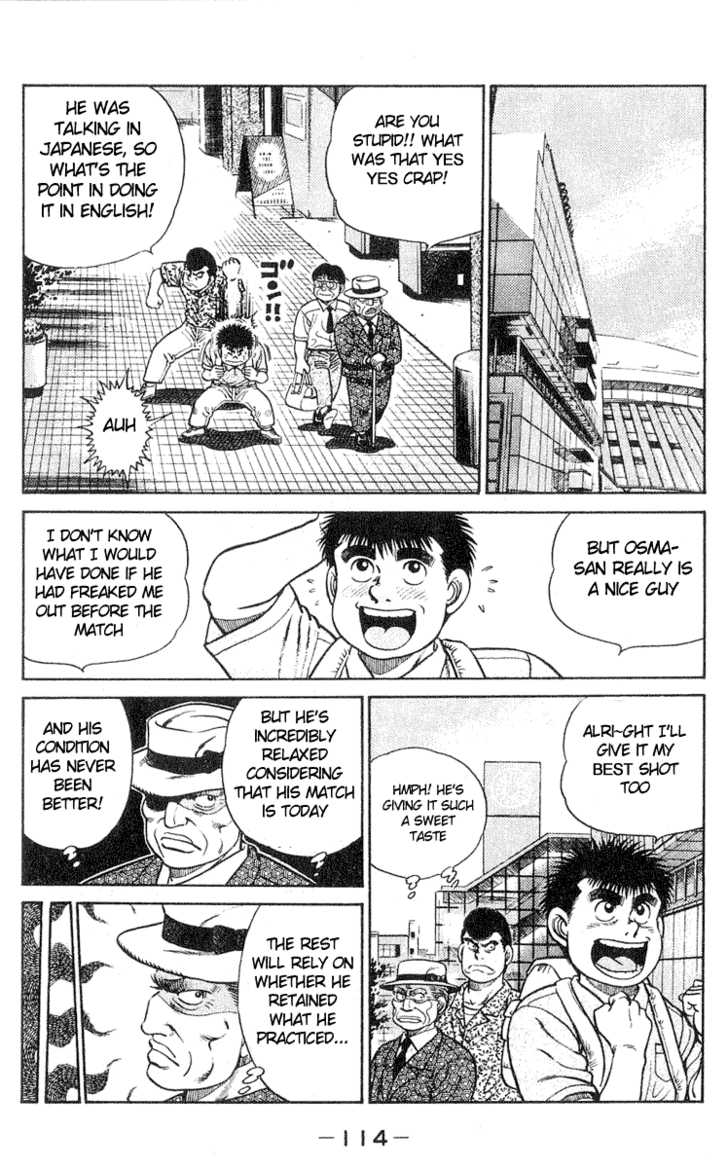 ARE YOU
STUPID!! WHAT
WAS THAT YES
YES CRAP!
HE WAS
TALKING IN
JAPANESE, SO
WHAT'S THE
POINT IN DOING
IT IN ENGLISH!
ゴン!!
AUH
BUT OSMA-
SAN REALLY IS
A NICE GUY
I DON'T KNOW
WHAT I WOULD
HAVE DONE IF HE
HAD FREAKED ME
OUT BEFORE THE
MATCH
ALRI~GHT I'LL
GIVE IT MY
BEST SHOT
TOO
HMPH! HE'S
GIVING IT SUCH
A SWEET
TASTE
BUT HE'S
INCREDIBLY
RELAXED
CONSIDERING
THAT HIS MATCH
IS TODAY
AND HIS
CONDITION
HAS NEVER
BEEN
BETTER!
THE REST
WILL RELY ON
WHETHER HE
RETAINED
WHAT HE
PRACTICED...
-114-